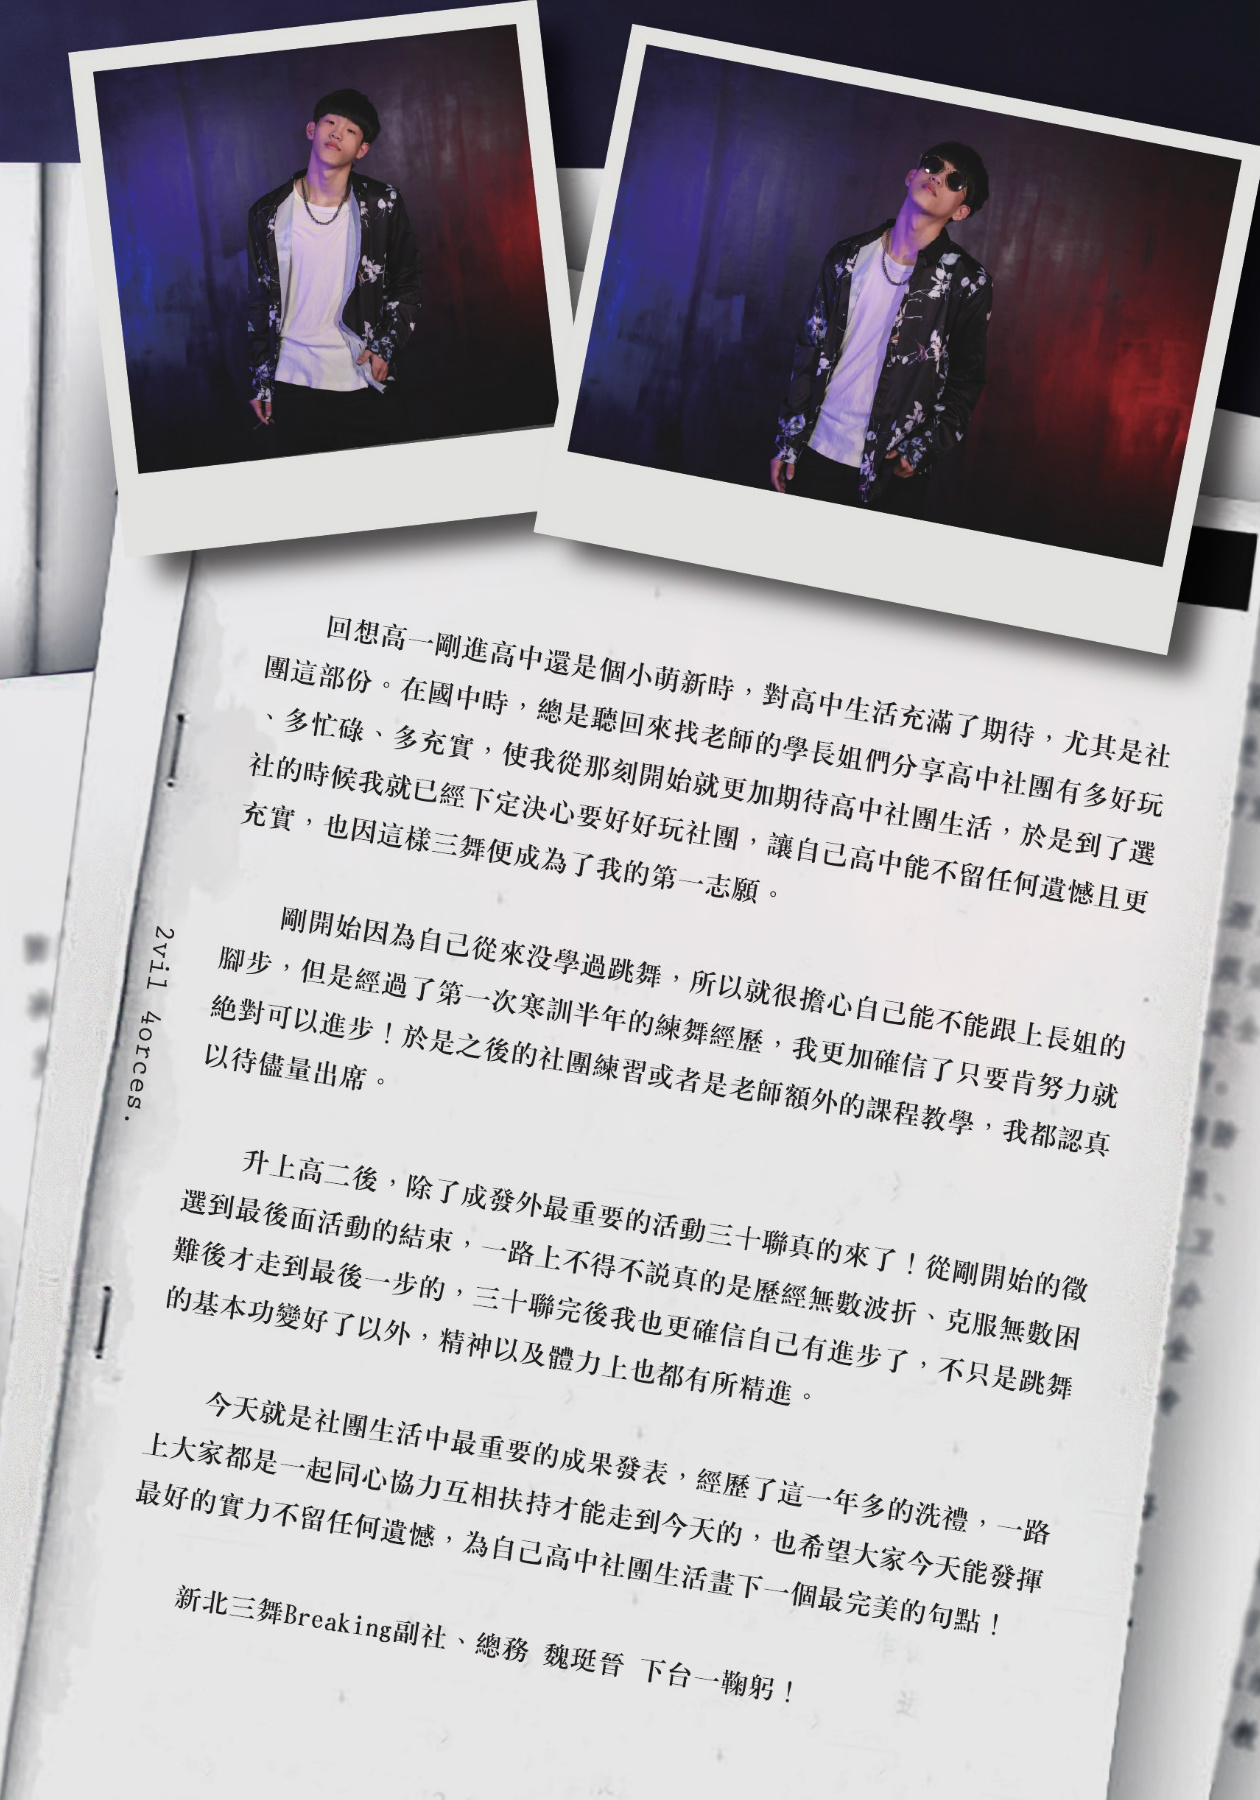 回想高一剛進高中還是個小萌新時，對高中生活充滿了期待，尤其是社
團這部份。在國中時，總是聽回來找老師的學長姐們分享高中社團有多好玩
、多忙碌、多充實，使我從那刻開始就更加期待高中社團生活，於是到了選
社的時候我就已經下定決心要好好玩社團，讓自己高中能不留任何遺憾且更
充實，也因這樣三舞便成為了我的第一志願。
剛開始因為自己從來没學過跳舞，所以就很擔心自己能不能跟上長姐的
腳步，但是經過了第一次寒訓半年的練舞經歷，我更加確信了只要肯努力就
絶對可以進步！於是之後的社團練習或者是老師額外的課程教學，我都認真
以待儘量出席。
升上高二後，除了成發外最重要的活動三十聯真的來了！從剛開始的徵
選到最後面活動的結束，一路上不得不説真的是歷經無數波折、克服無數困
難後才走到最後一步的，三十聯完後我也更確信自己有進步了，不只是跳舞
的基本功變好了以外，精神以及體力上也都有所精進。
今天就是社團生活中最重要的成果發表，經歷了這一年多的洗禮，一路
上大家都是一起同心協力互相扶持才能走到今天的，也希望大家今天能發揮
最好的實力不留任何遺憾，為自己高中社團生活畫下一個最完美的句點！
新北三舞Breaking副社、總務 魏珽晉 下台一鞠躬！
2vil 4orces.